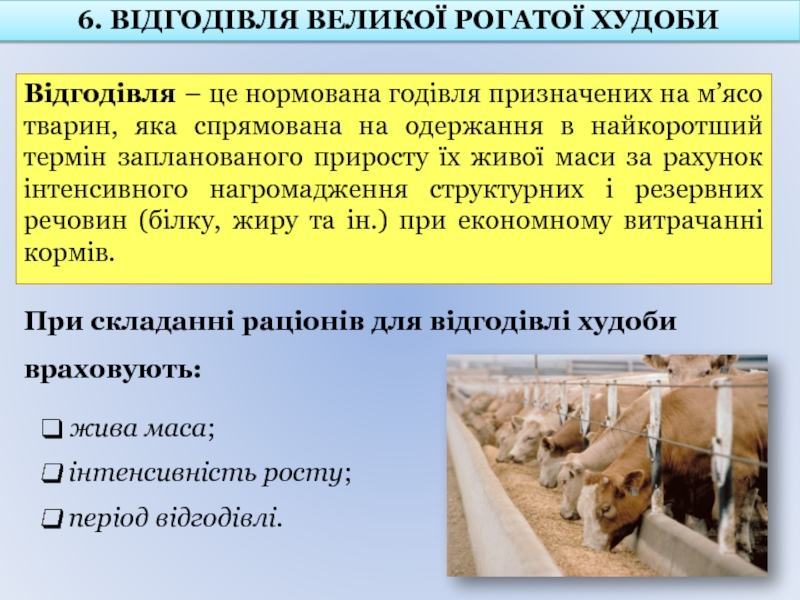 6. ВІДГОДІВЛЯ ВЕЛИКОЇ РОГАТОЇ ХУДОБИ
Відгодівля – це нормована годівля призначених на м’ясо
тварин, яка спрямована на одержання в найкоротший
термін запланованого приросту їх живої маси за рахунок
інтенсивного нагромадження структурних і резервних
речовин (білку, жиру та ін.) при економному витрачанні
кормів.
При складанні раціонів для відгодівлі худоби
враховують:
❑ жива маса;
❑ інтенсивність росту;
❑ період відгодівлі.